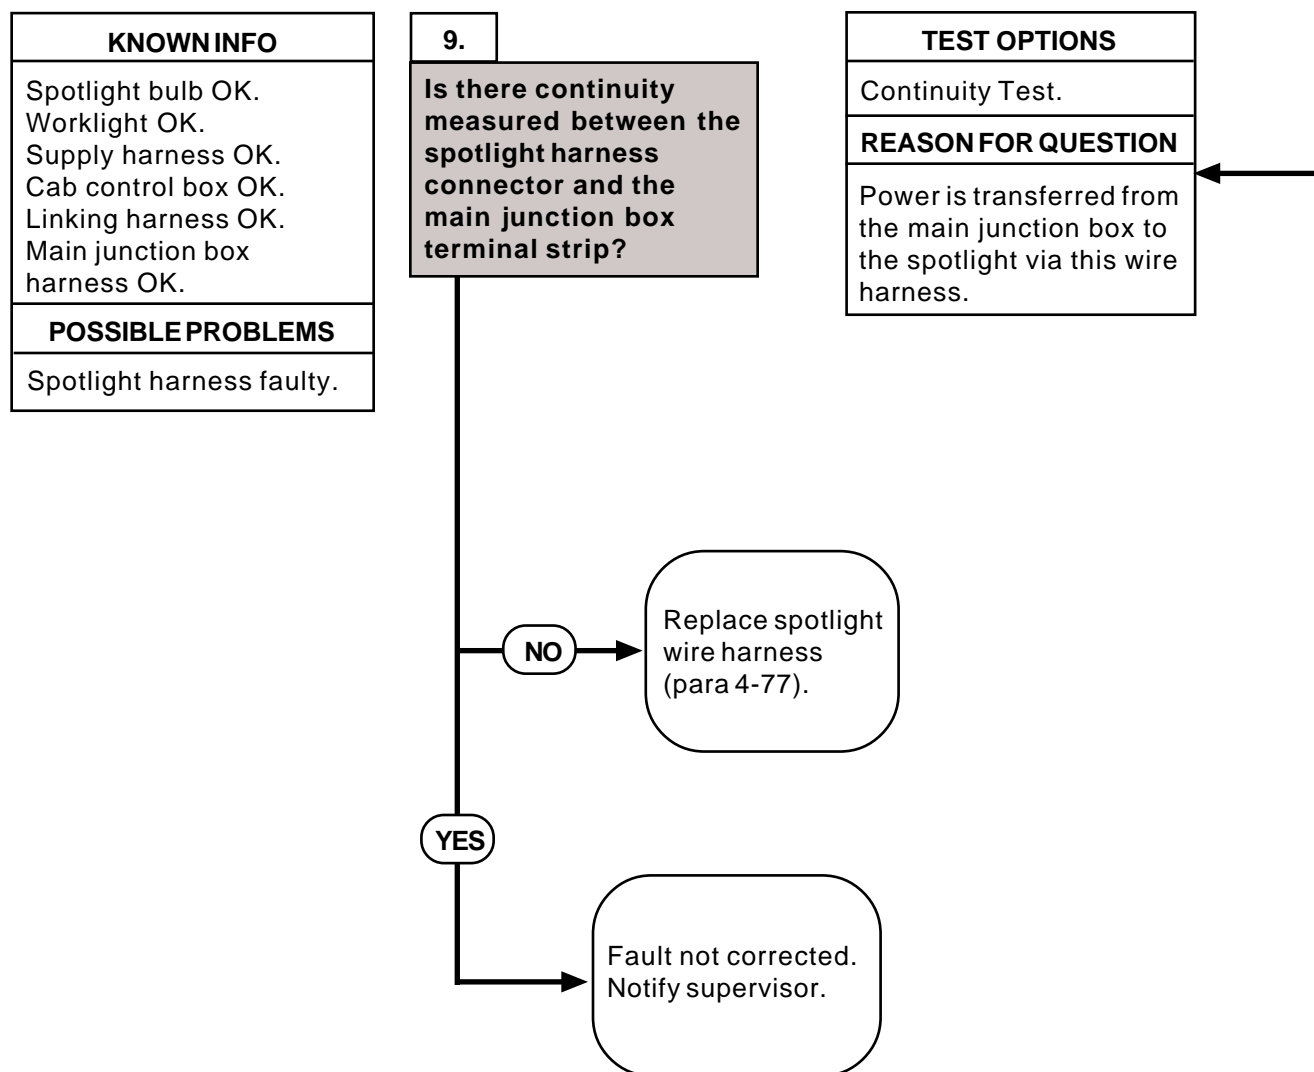 KNOWN INFO
Spotlight bulb OK.
Worklight OK.
Supply harness OK.
Cab control box OK.
Linking harness OK.
Main junction box
harness OK.
POSSIBLE PROBLEMS
Spotlight harness faulty.
9.
Is there continuity
measured between the
spotlight harness
connector and the
main junction box
terminal strip?
TEST OPTIONS
Continuity Test.
REASON FOR QUESTION
Power is transferred from
the main junction box to
the spotlight via this wire
harness.
NO
Replace spotlight
wire harness
(para 4-77).
YES
Fault not corrected.
Notify supervisor.